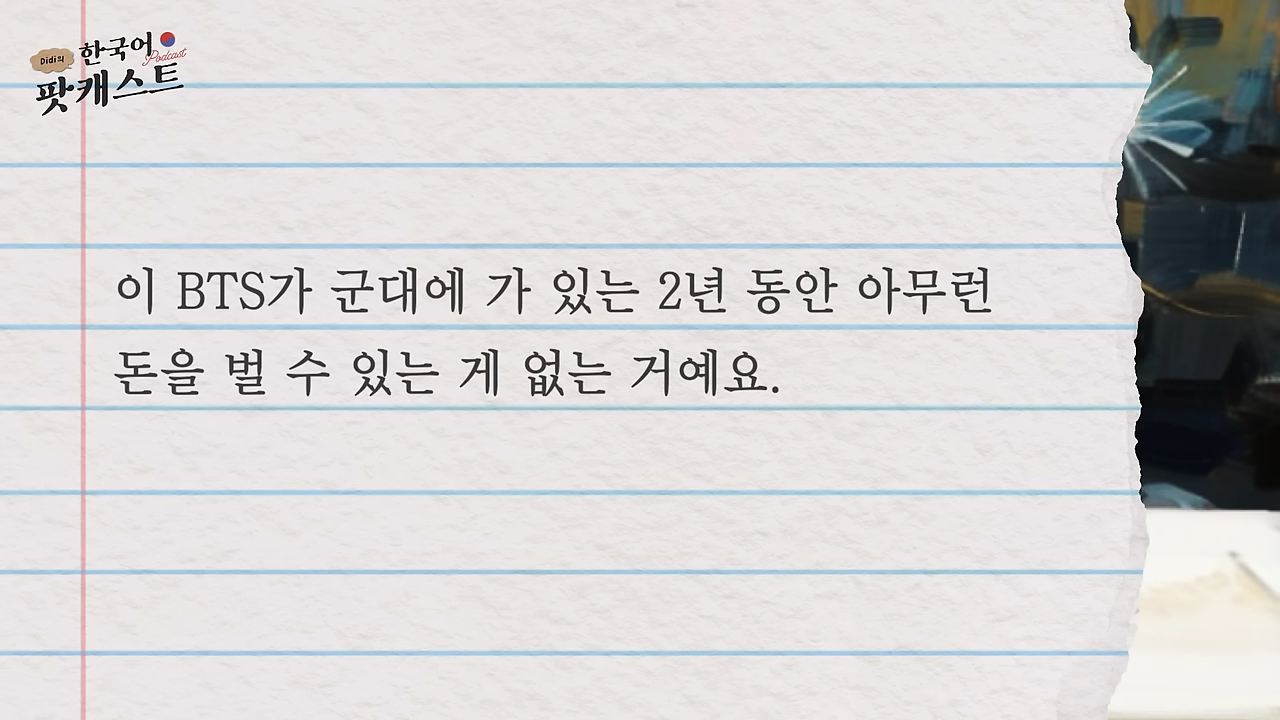 Didi의
한국어
Podcast
팟캐스트
이 BTS가 군대에 가 있는 2년 동안 아무런
돈을 벌 수 있는 게 없는 거예요.